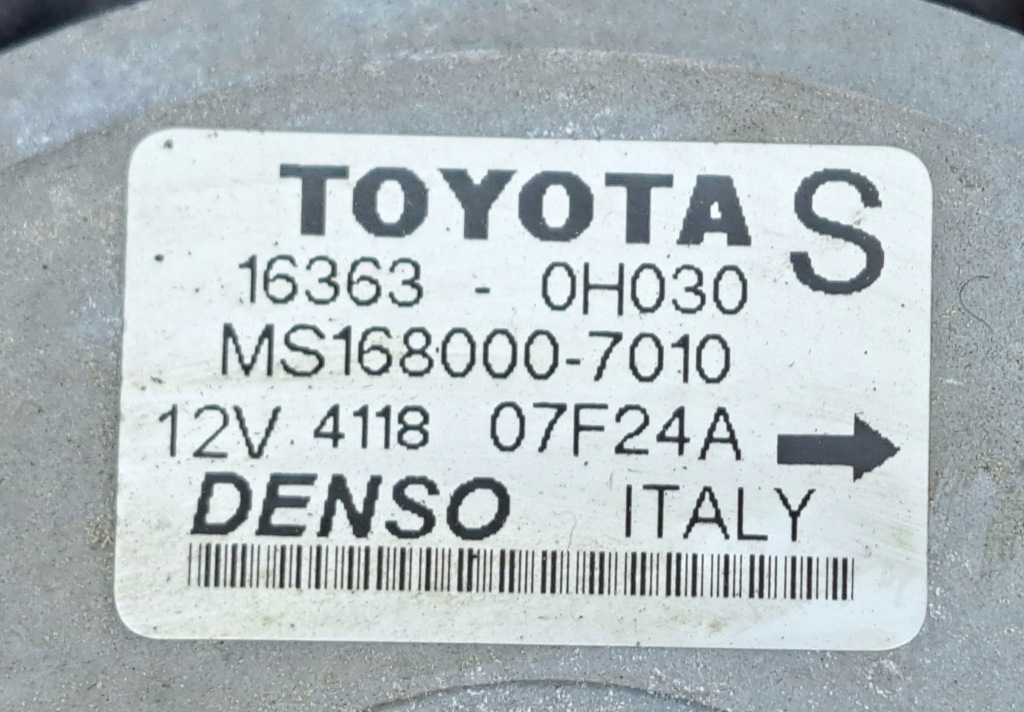 TOYOTA S
16363 - 0H030
MS168000-7010
12V 4118 07F24A
DENSO ITALY